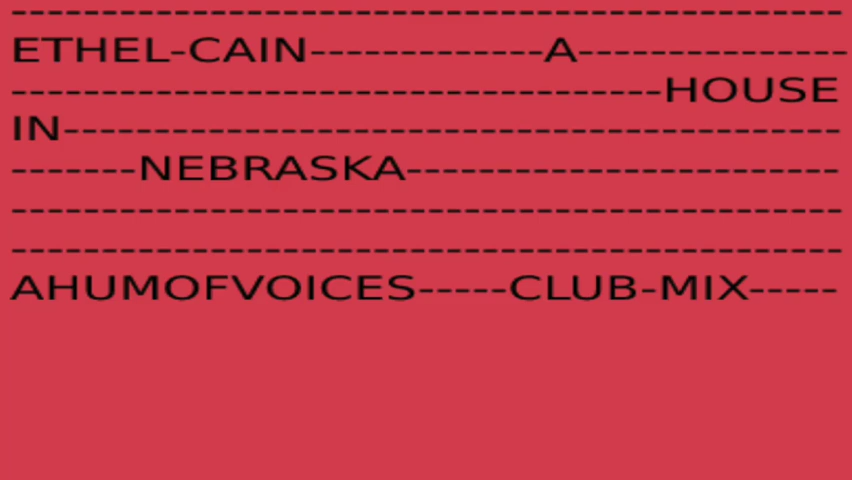 ----------------------------------------------------------
ETHEL-CAIN-------------A---------------
------------------------------------HOUSE
IN-------------------------------------------
-------NEBRASKA------------------------
----------------------------------------------
----------------------------------------------
AHUMOFVOICES-----CLUB-MIX-----